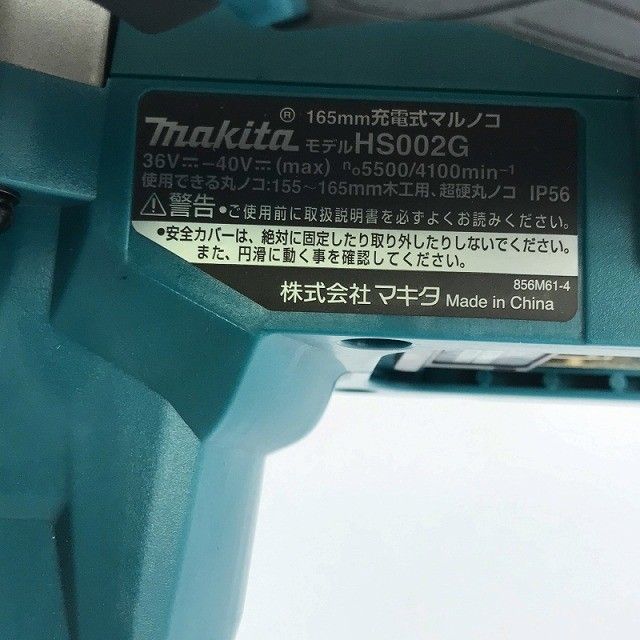 ® 165mm充電式マルノコ
makita モデルHS002G
36V⎓–40V⎓(max) n₀5500/4100min⁻¹
使用できる丸ノコ:155～165mm木工用、超硬丸ノコ IP56
⚠警告 ●ご使用前に取扱説明書を必ずよくお読みください。
●安全カバーは、絶対に固定したり取り外したりしないでください。
また、円滑に動く事を確認してください。
856M61-4
株式会社マキタ Made in China